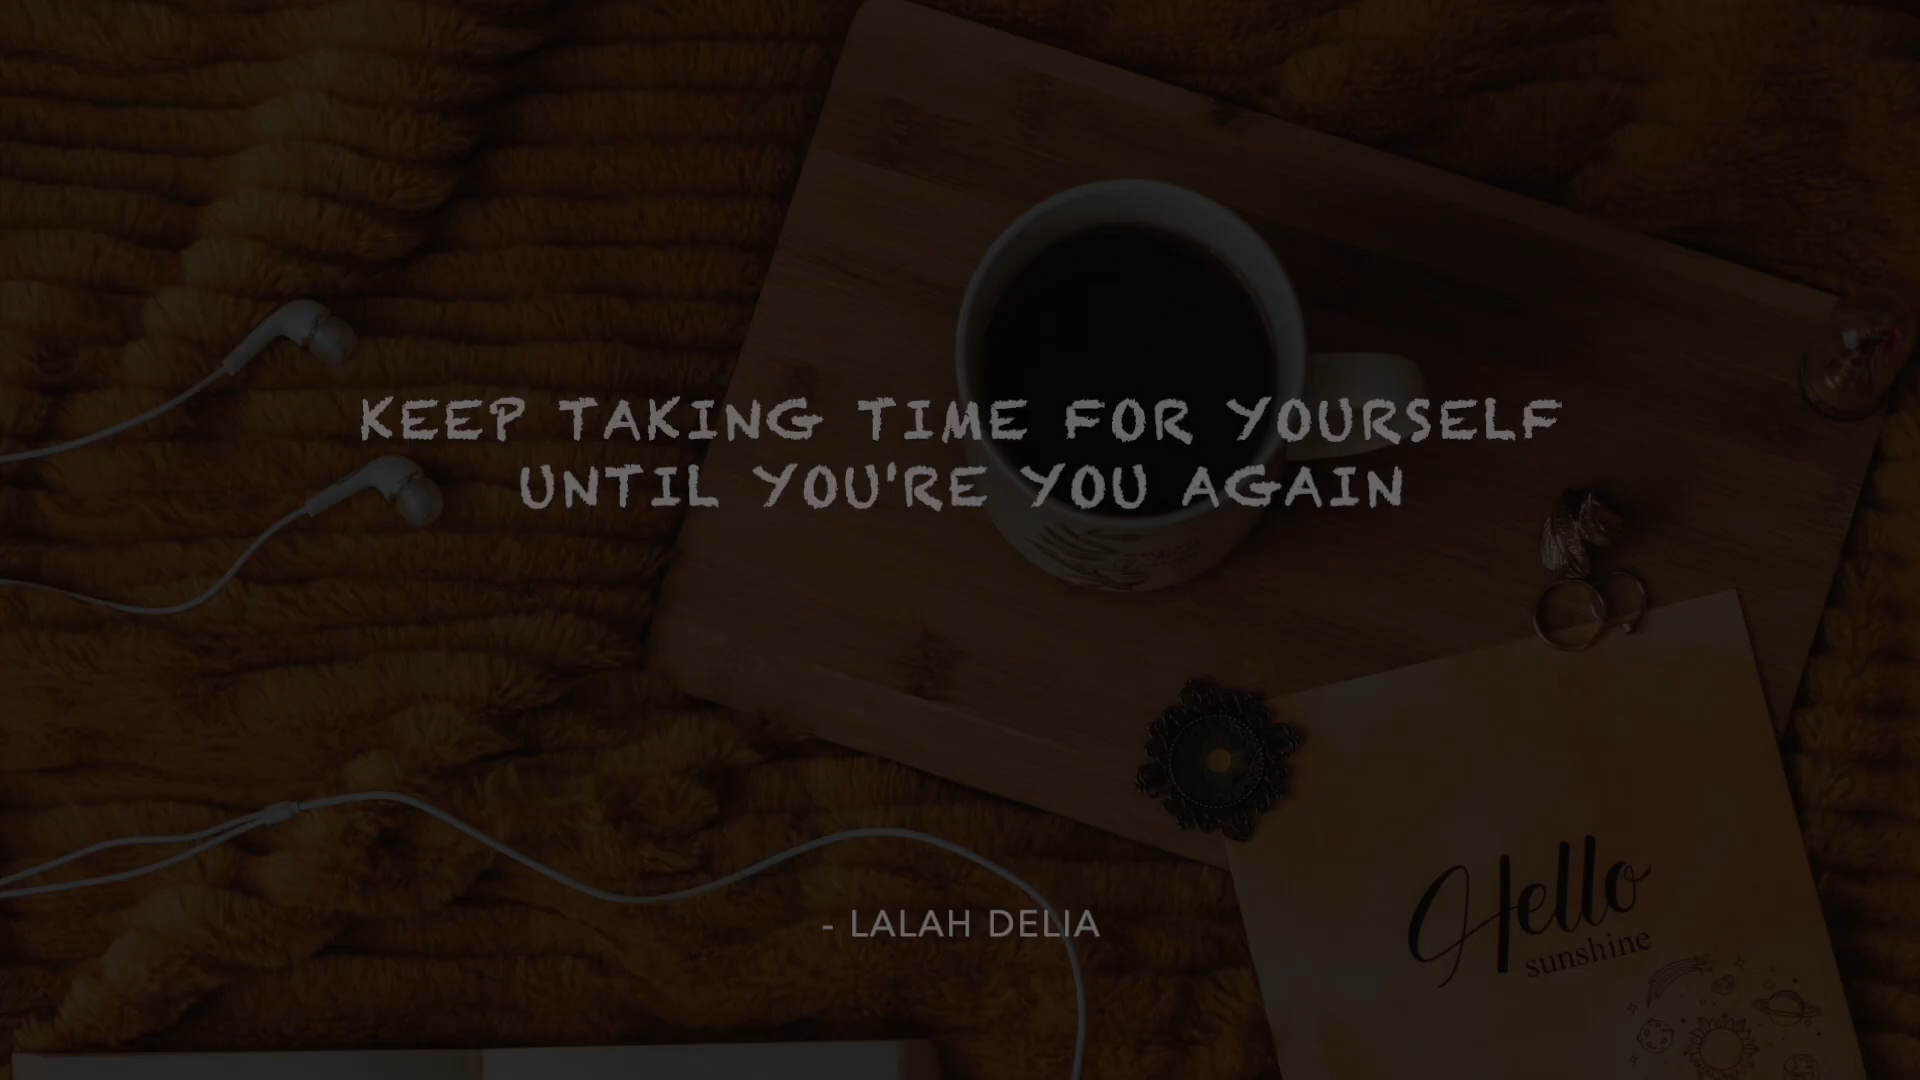 KEEP TAKING TIME FOR YOURSELF
UNTIL YOU'RE YOU AGAIN
- LALAH DELIA
Hello
sunshine